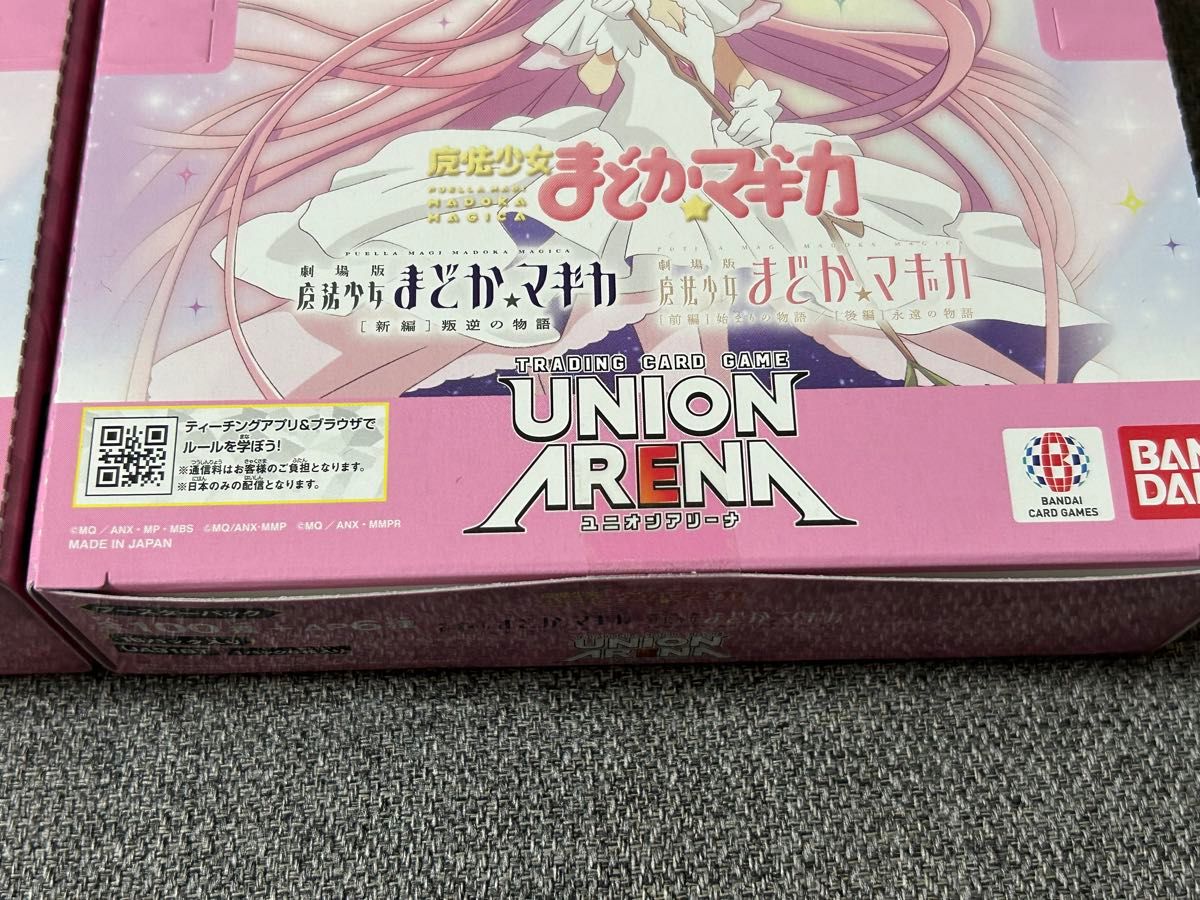 魔法少女
まどか☆マギカ
PUELLA MAGI
MADOKA
MAGICA
PUELLA MAGI MADOKA MAGICA
劇場版
魔法少女 まどか☆マギカ
[新編]叛逆の物語
PUELLA MAGI MADOKA MAGICA
劇場版
魔法少女 まどか☆マギカ
[前編]始まりの物語/[後編]永遠の物語
TRADING CARD GAME
UNION
ARENA
ユニオンアリーナ
ティーチングアプリ&ブラウザで
ルールを学ぼう!
※通信料はお客様のご負担となります。
※日本のみの配信となります。
©MQ/ANX・MP・MBS ©MQ/ANX・MMP ©MQ/ANX・MMPR
MADE IN JAPAN
BANDAI
CARD GAMES
BAN
DAI
UNION
ARENA